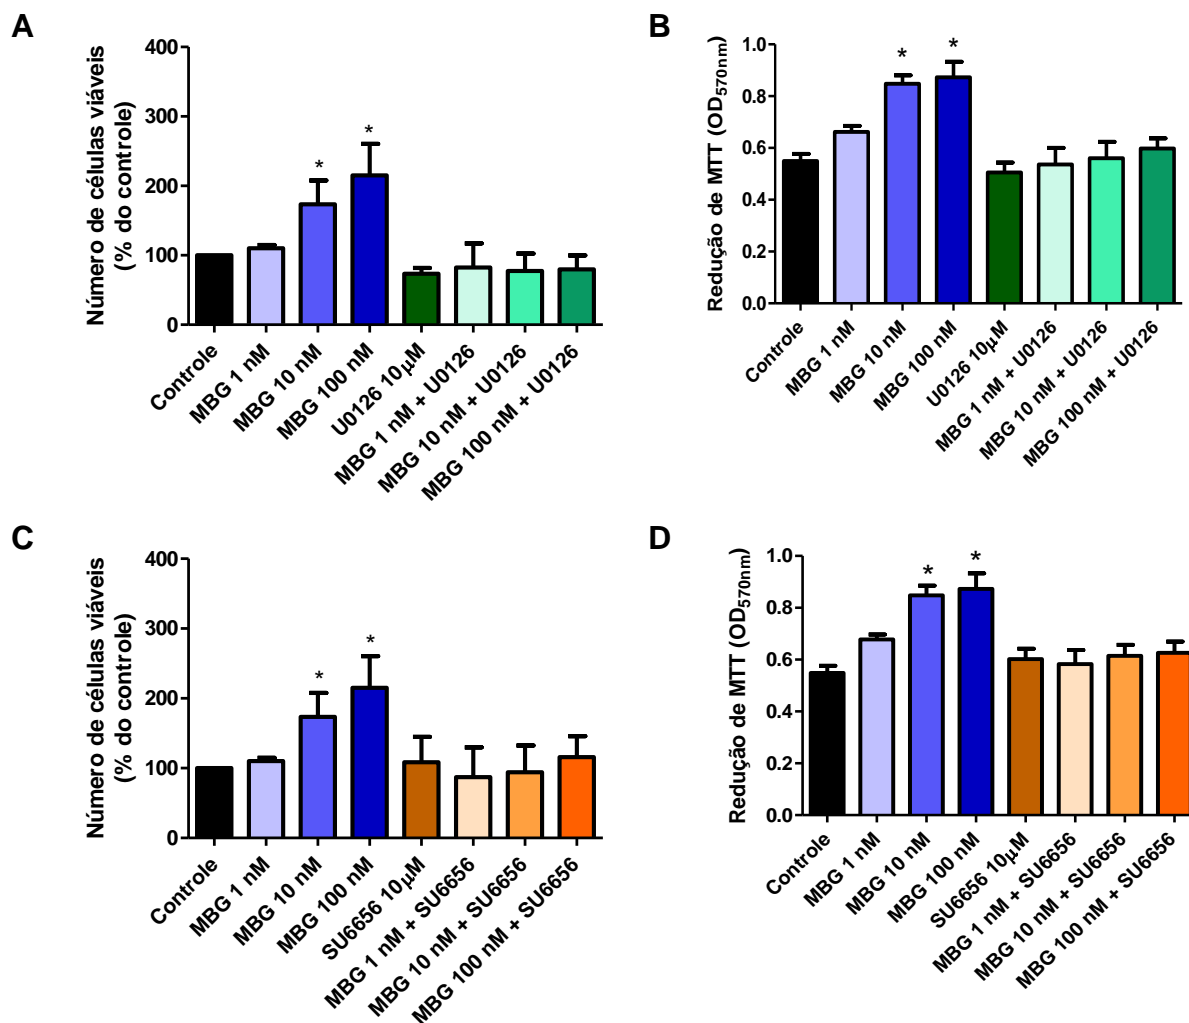 A
Número de células viáveis
(% do controle)
400
300
200
100
0
*
*
Controle
MBG 1 nM
MBG 10 nM
MBG 100 nM
U0126 10μM
MBG 1 nM + U0126
MBG 10 nM + U0126
MBG 100 nM + U0126
B
Redução de MTT (OD570nm)
1.0
0.8
0.6
0.4
0.2
0.0
*
*
Controle
MBG 1 nM
MBG 10 nM
MBG 100 nM
U0126 10μM
MBG 1 nM + U0126
MBG 10 nM + U0126
MBG 100 nM + U0126
C
Número de células viáveis
(% do controle)
400
300
200
100
0
*
*
Controle
MBG 1 nM
MBG 10 nM
MBG 100 nM
SU6656 10μM
MBG 1 nM + SU6656
MBG 10 nM + SU6656
MBG 100 nM + SU6656
D
Redução de MTT (OD570nm)
1.0
0.8
0.6
0.4
0.2
0.0
*
*
Controle
MBG 1 nM
MBG 10 nM
MBG 100 nM
SU6656 10μM
MBG 1 nM + SU6656
MBG 10 nM + SU6656
MBG 100 nM + SU6656